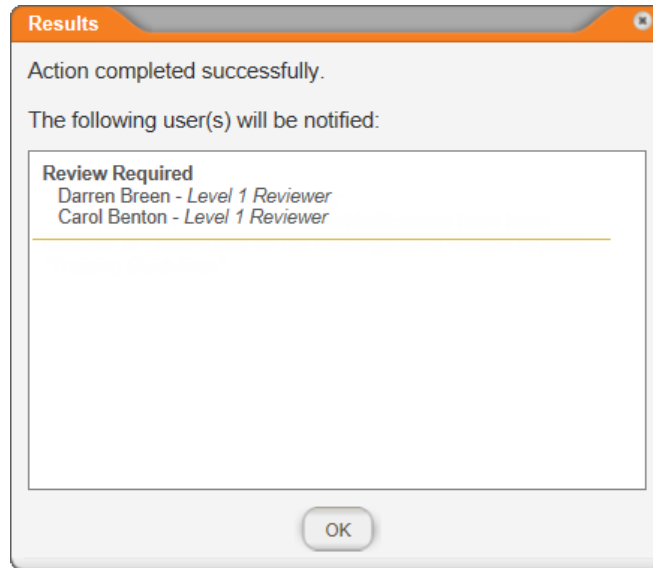 Results
Action completed successfully.
The following user(s) will be notified:
Review Required
Darren Breen - Level 1 Reviewer
Carol Benton - Level 1 Reviewer
OK